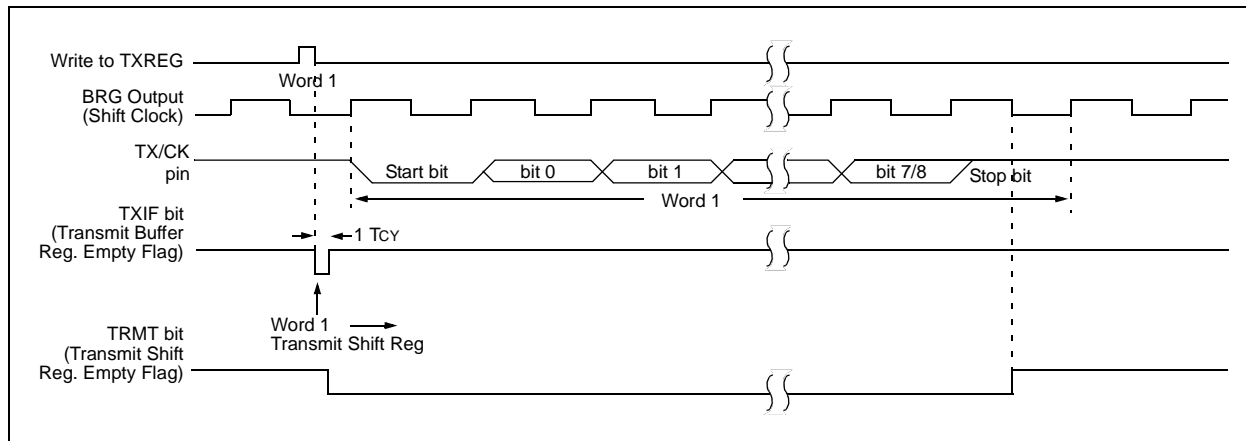 Write to TXREG
Word 1
BRG Output
(Shift Clock)
TX/CK
pin
Start bit
bit 0
bit 1
bit 7/8
Stop bit
Word 1
TXIF bit
(Transmit Buffer
Reg. Empty Flag)
1 TCY
Word 1
Transmit Shift Reg
TRMT bit
(Transmit Shift
Reg. Empty Flag)